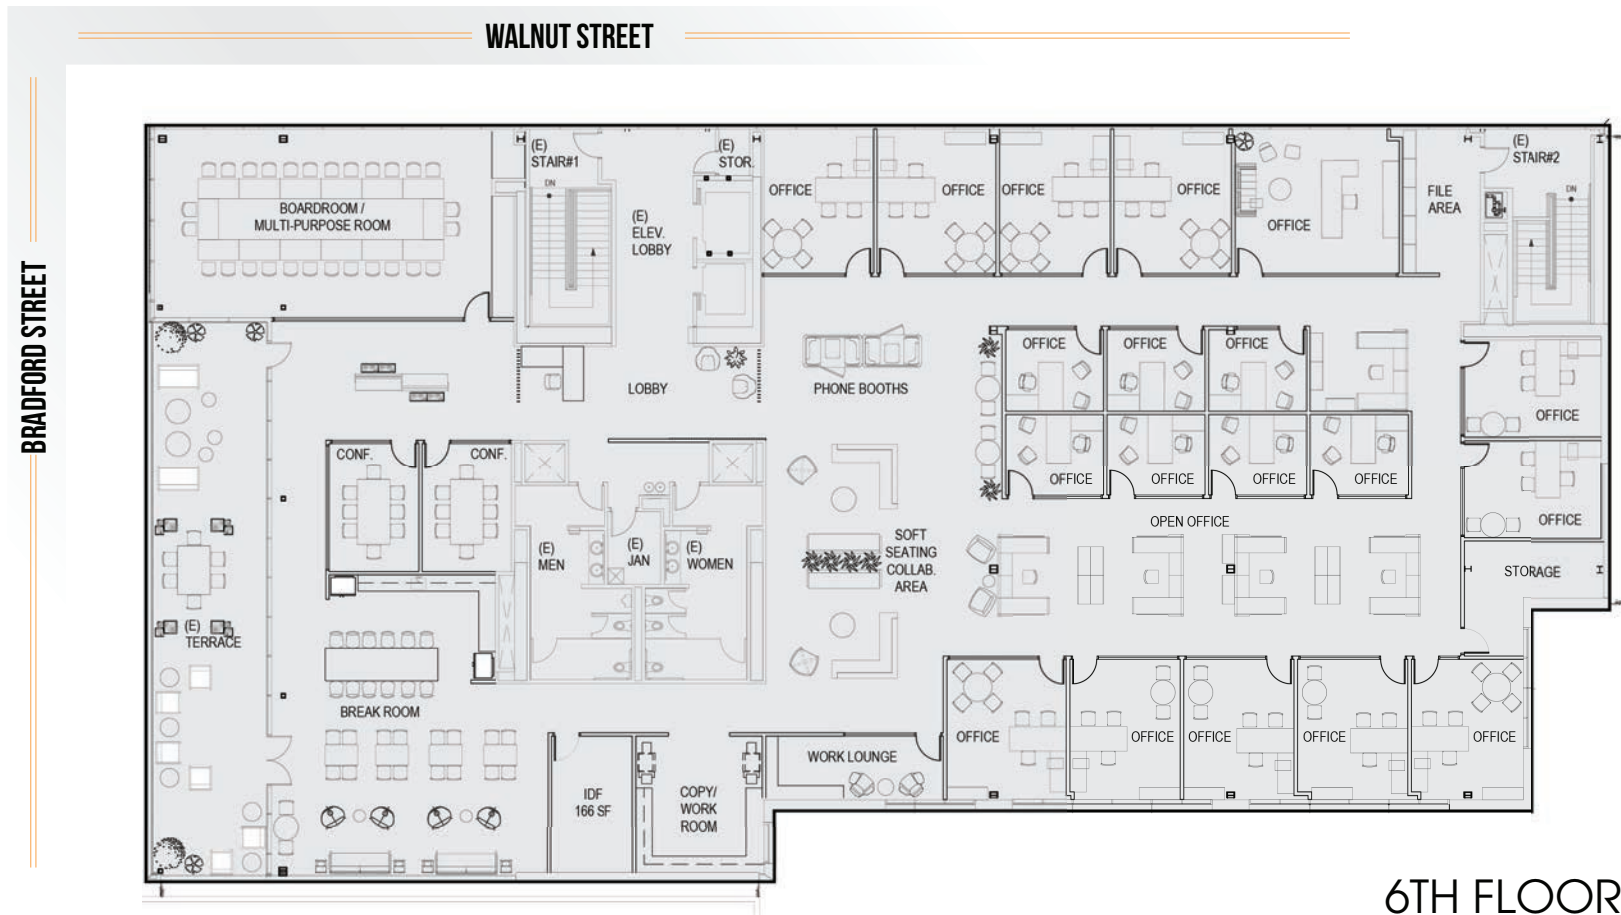 WALNUT STREET
BRADFORD STREET
(E)
STAIR#1
DN
(E)
STOR.
(E)
ELEV.
LOBBY
BOARDROOM /
MULTI-PURPOSE ROOM
OFFICE
OFFICE
OFFICE
OFFICE
OFFICE
FILE
AREA
(E)
STAIR#2
DN
LOBBY
PHONE BOOTHS
OFFICE
OFFICE
OFFICE
OFFICE
OFFICE
OFFICE
OFFICE
OFFICE
OFFICE
CONF.
CONF.
OPEN OFFICE
(E)
MEN
(E)
JAN
(E)
WOMEN
SOFT
SEATING
COLLAB.
AREA
STORAGE
(E)
TERRACE
BREAK ROOM
OFFICE
OFFICE
OFFICE
OFFICE
OFFICE
WORK LOUNGE
IDF
166 SF
COPY/
WORK
ROOM
6TH FLOOR